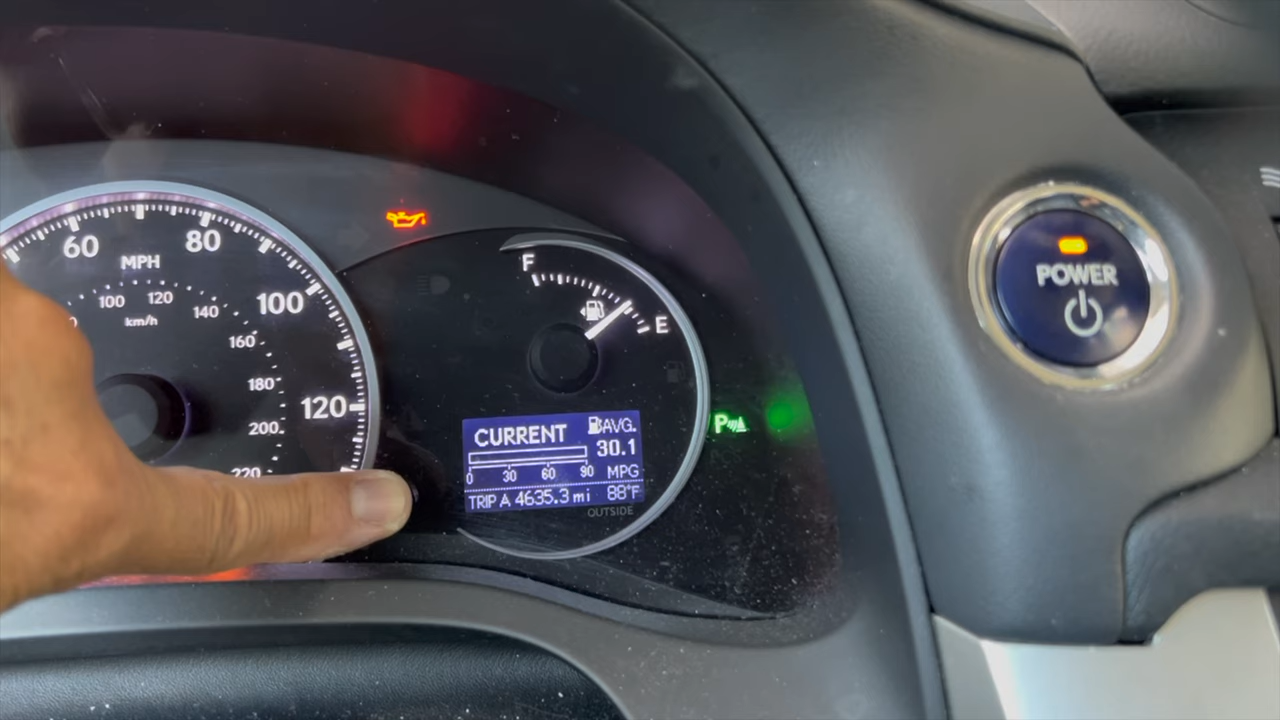 60
80
MPH
100
120
100
km/h
140
160
120
180
200
220
F
E
CURRENT
AVG.
30.1
0 30 60 90 MPG
TRIP A 4635.3 mi 88°F
OUTSIDE
P
POWER